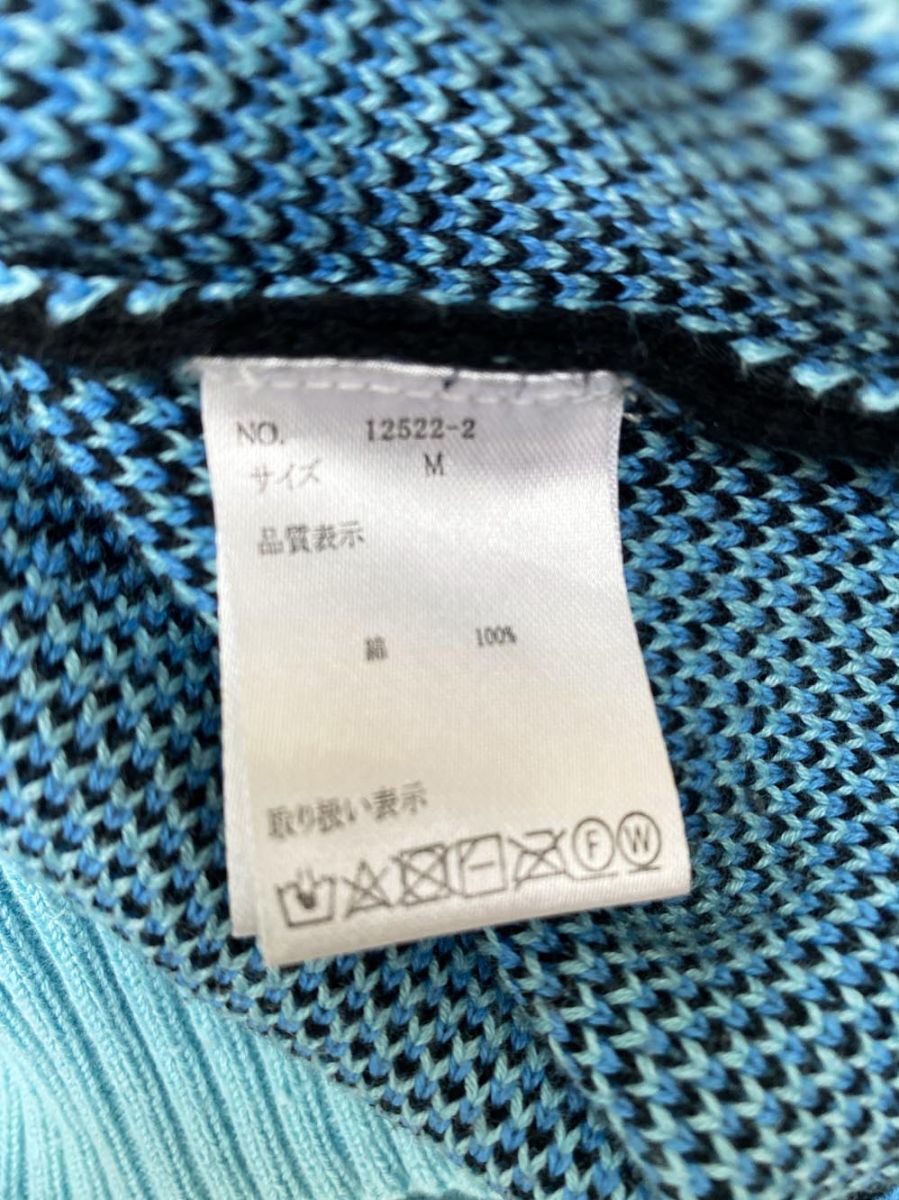 NO. 12522-2
サイズ M
品質表示
綿 100%
取り扱い表示
F W